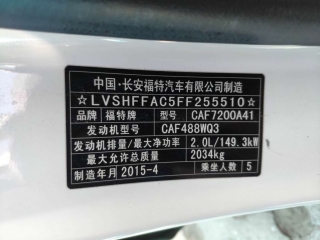 中国·长安福特汽车有限公司制造
☆LVSHFFAC5FF255510☆
品牌 福特牌 型号 CAF7200A41
发动机型号 CAF488WQ3
发动机排量/最大净功率 2.0L/149.3kW
最大允许总质量 2034kg
制造年月 2015-4 乘坐人数 5